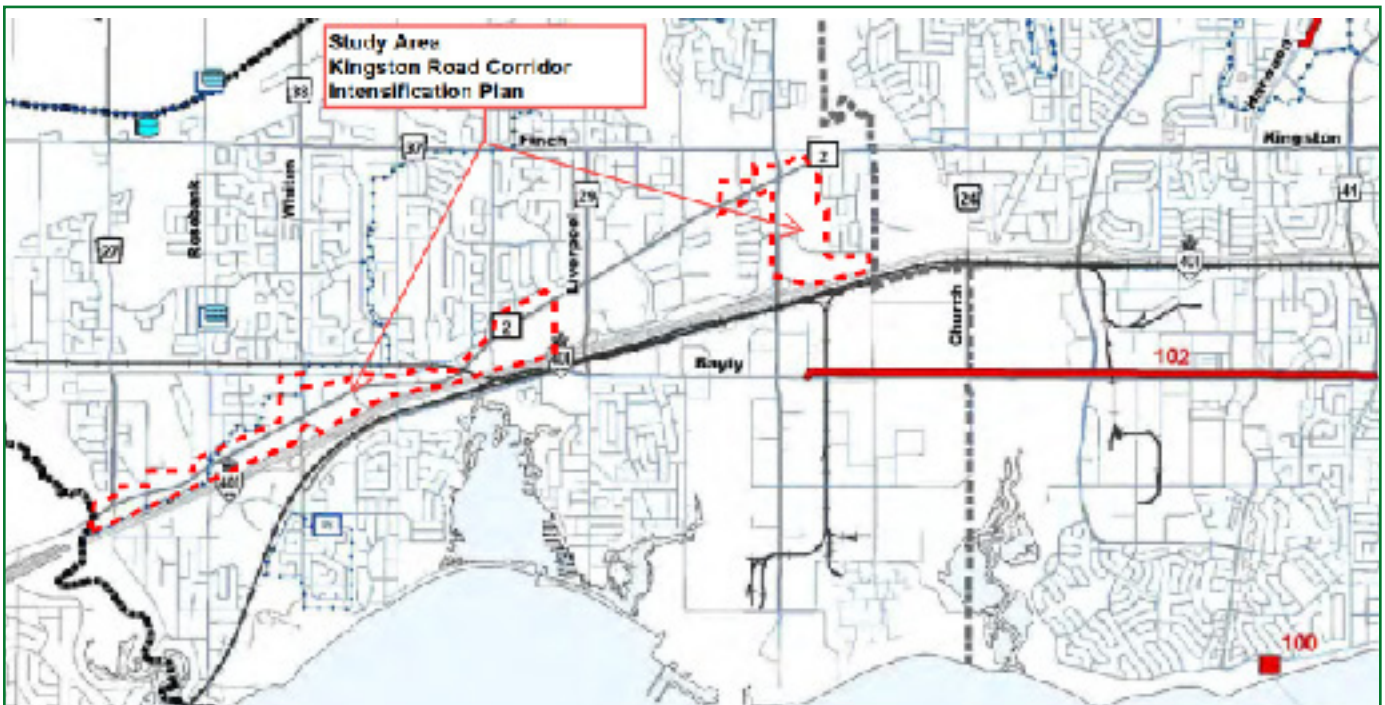 Study Area
Kingston Road Corridor
Intensification Plan
38
37
Finch
2
Kingston
Rosebank
Whites
Liverpool
29
24
41
27
401
2
Church
Bayly
102
401
100